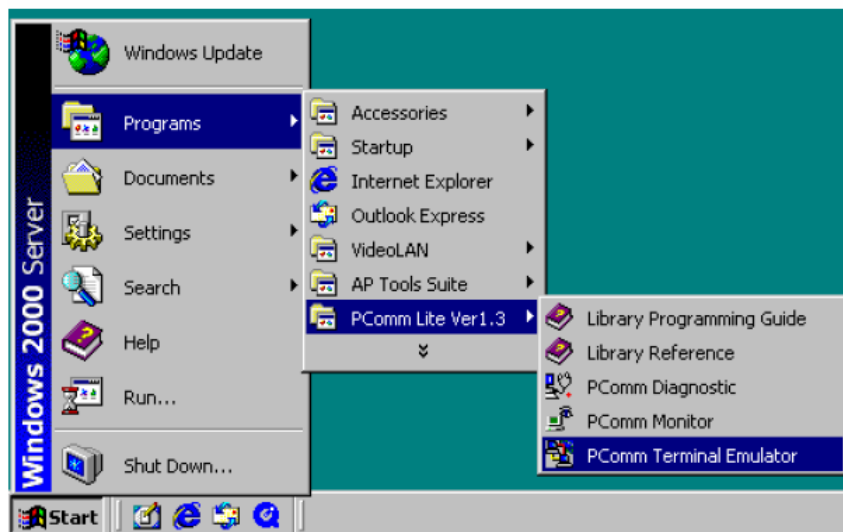 Windows 2000 Server
Windows Update
Programs
Documents
Settings
Search
Help
Run...
Shut Down...
Accessories
Startup
Internet Explorer
Outlook Express
VideoLAN
AP Tools Suite
PComm Lite Ver1.3
Library Programming Guide
Library Reference
PComm Diagnostic
PComm Monitor
PComm Terminal Emulator
Start